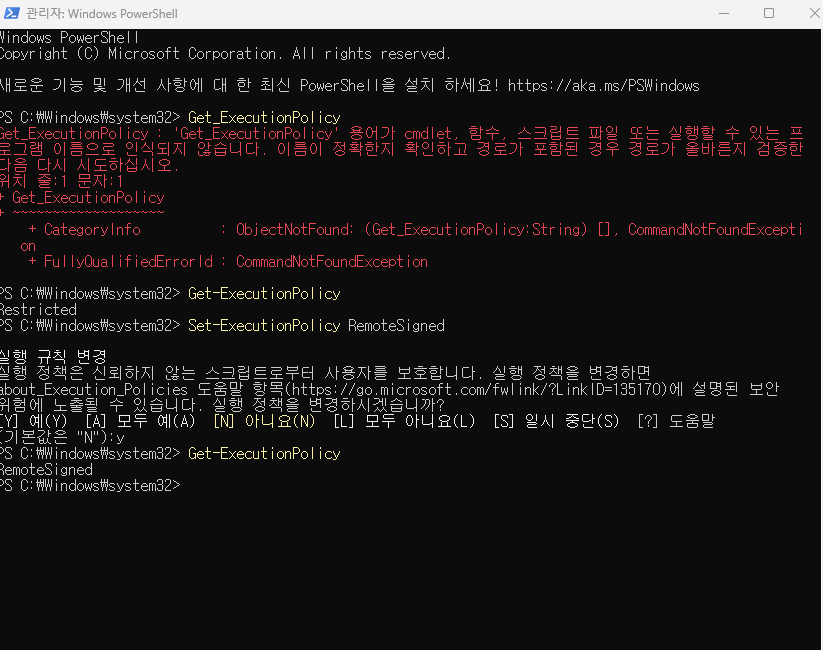 관리자: Windows PowerShell
Windows PowerShell
Copyright (C) Microsoft Corporation. All rights reserved.
새로운 기능 및 개선 사항에 대 한 최신 PowerShell을 설치 하세요! https://aka.ms/PSWindows
PS C:₩Windows₩system32> Get_ExecutionPolicy
Get_ExecutionPolicy : 'Get_ExecutionPolicy' 용어가 cmdlet, 함수, 스크립트 파일 또는 실행할 수 있는 프
로그램 이름으로 인식되지 않습니다. 이름이 정확한지 확인하고 경로가 포함된 경우 경로가 올바른지 검증한
다음 다시 시도하십시오.
위치 줄:1 문자:1
+ Get_ExecutionPolicy
+ ~~~~~~~~~~~~~~~~~~~
+ CategoryInfo : ObjectNotFound: (Get_ExecutionPolicy:String) [], CommandNotFoundExcepti
on
+ FullyQualifiedErrorId : CommandNotFoundException
PS C:₩Windows₩system32> Get-ExecutionPolicy
Restricted
PS C:₩Windows₩system32> Set-ExecutionPolicy RemoteSigned
실행 규칙 변경
실행 정책은 신뢰하지 않는 스크립트로부터 사용자를 보호합니다. 실행 정책을 변경하면
about_Execution_Policies 도움말 항목(https://go.microsoft.com/fwlink/?LinkID=135170)에 설명된 보안
위험에 노출될 수 있습니다. 실행 정책을 변경하시겠습니까?
[Y] 예(Y) [A] 모두 예(A) [N] 아니요(N) [L] 모두 아니요(L) [S] 일시 중단(S) [?] 도움말
(기본값은 "N"):y
PS C:₩Windows₩system32> Get-ExecutionPolicy
RemoteSigned
PS C:₩Windows₩system32>